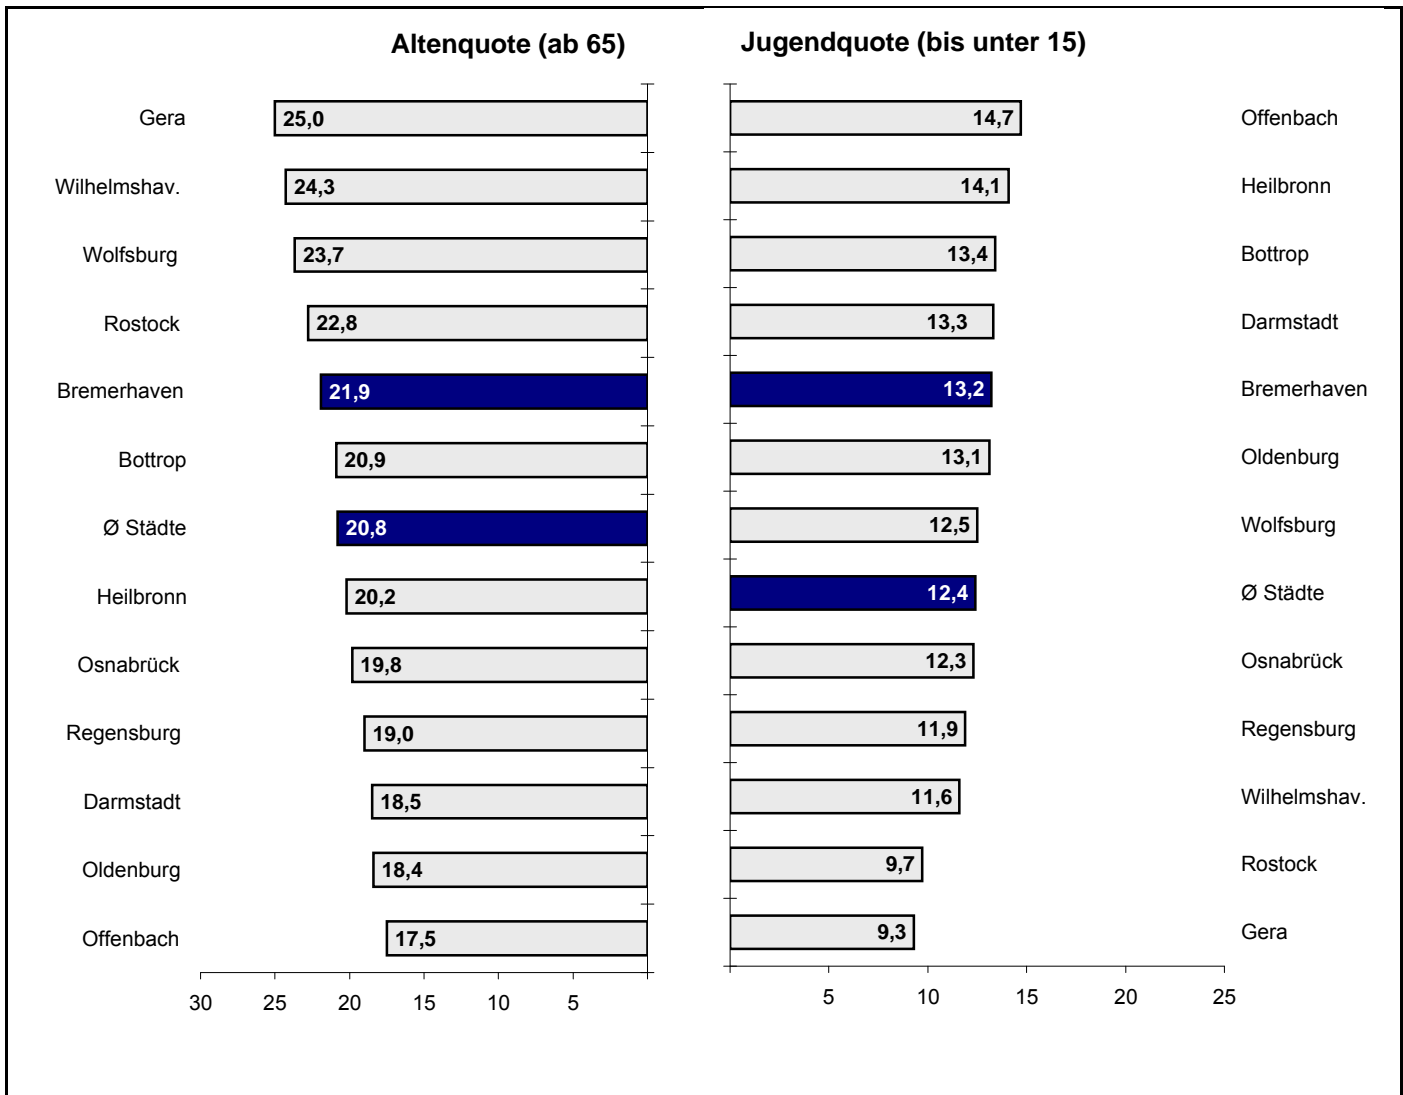 Altenquote (ab 65)
Gera 25,0
Wilhelmshav. 24,3
Wolfsburg 23,7
Rostock 22,8
Bremerhaven 21,9
Bottrop 20,9
Ø Städte 20,8
Heilbronn 20,2
Osnabrück 19,8
Regensburg 19,0
Darmstadt 18,5
Oldenburg 18,4
Offenbach 17,5
30 25 20 15 10 5
Jugendquote (bis unter 15)
14,7 Offenbach
14,1 Heilbronn
13,4 Bottrop
13,3 Darmstadt
13,2 Bremerhaven
13,1 Oldenburg
12,5 Wolfsburg
12,4 Ø Städte
12,3 Osnabrück
11,9 Regensburg
11,6 Wilhelmshav.
9,7 Rostock
9,3 Gera
5 10 15 20 25